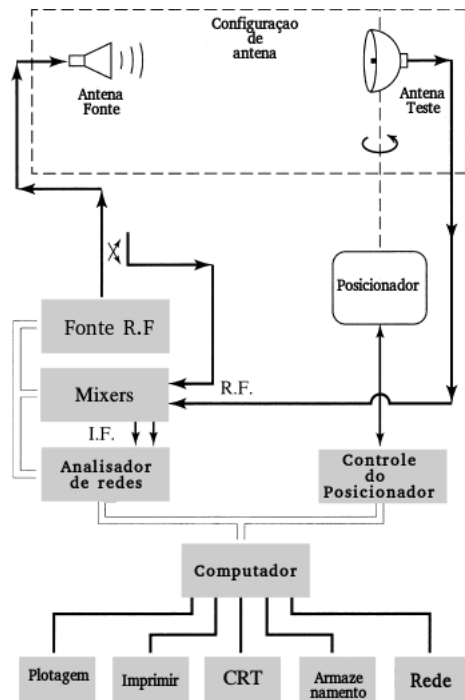 Configuraçao
de
antena
Antena
Fonte
Antena
Teste
Posicionador
Fonte R.F
Mixers
R.F.
I.F.
Analisador
de redes
Controle
do
Posicionador
Computador
Plotagem
Imprimir
CRT
Armaze
namento
Rede